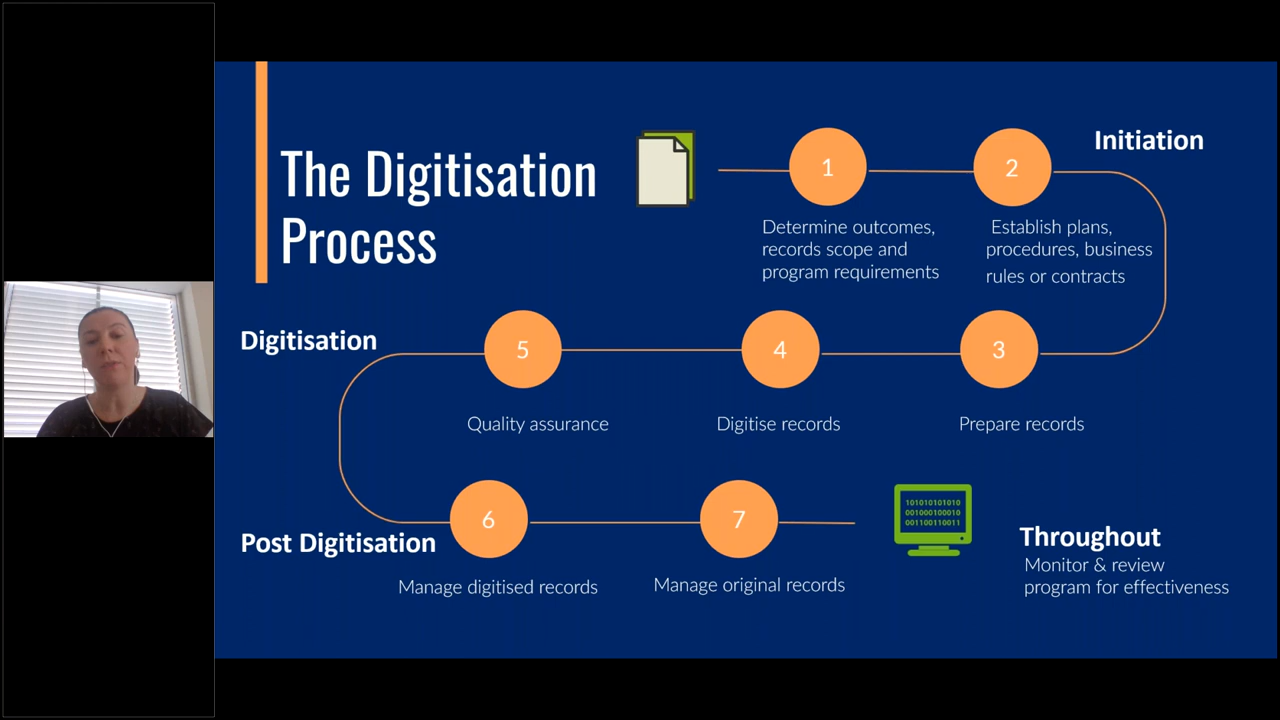 The Digitisation
Process
Initiation
1
2
Determine outcomes,
records scope and
program requirements
Establish plans,
procedures, business
rules or contracts
Digitisation
5
4
3
Quality assurance
Digitise records
Prepare records
Post Digitisation
6
7
Manage digitised records
Manage original records
101010101010
001000100010
001100110011
Throughout
Monitor & review
program for effectiveness